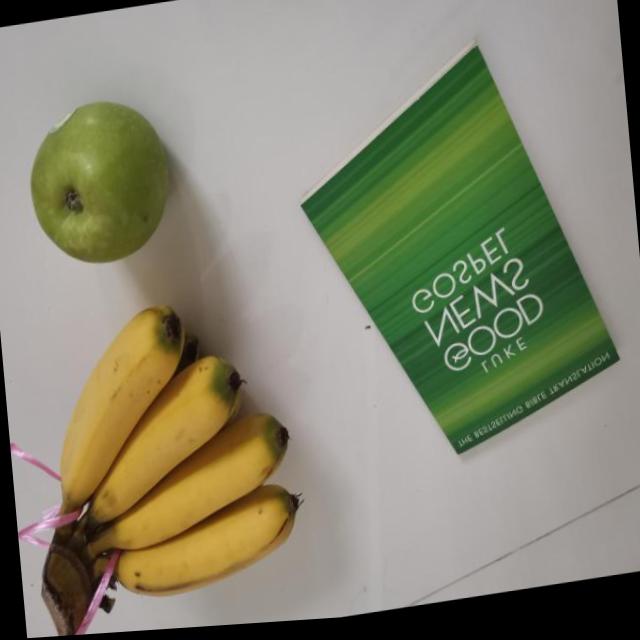 THE BESTSELLING BIBLE TRANSLATION
LUKE
GOOD
NEWS
GOSPEL